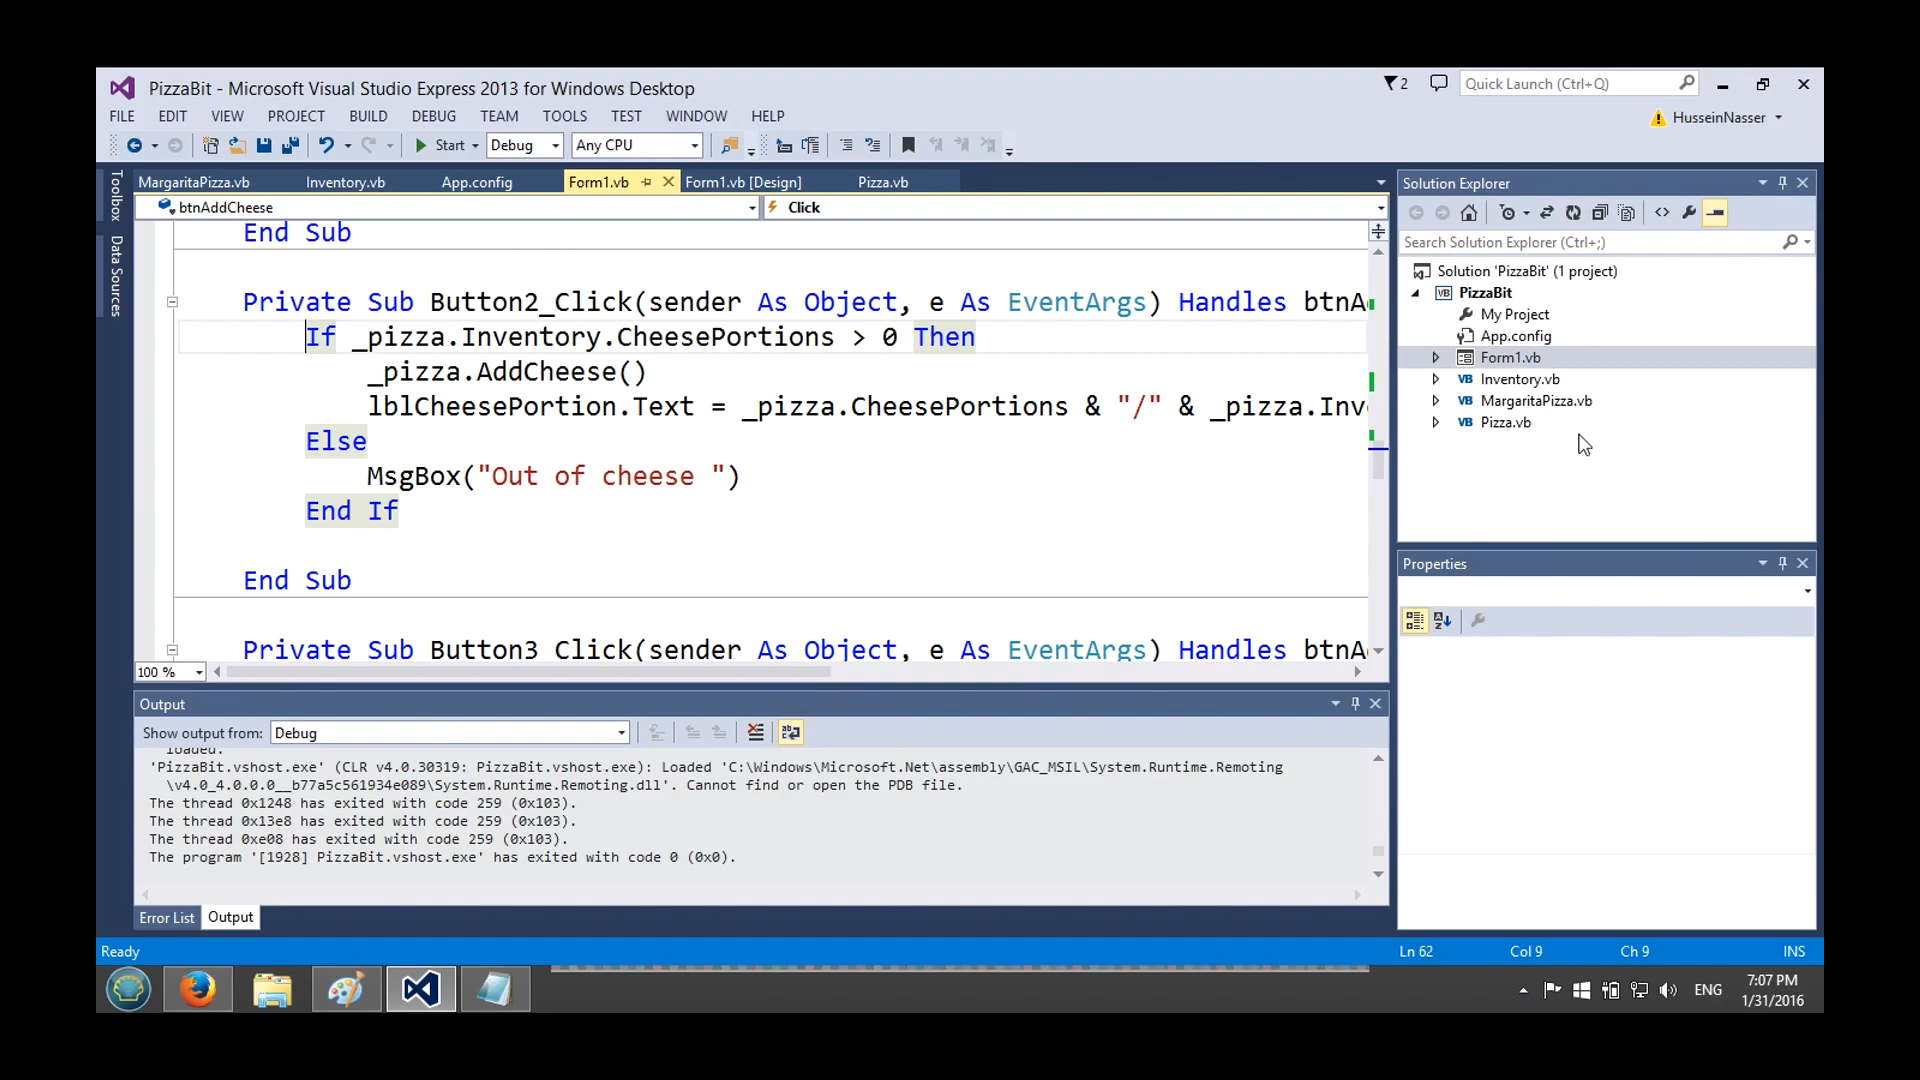 PizzaBit - Microsoft Visual Studio Express 2013 for Windows Desktop
2
Quick Launch (Ctrl+Q)
FILE EDIT VIEW PROJECT BUILD DEBUG TEAM TEST TOOLS WINDOW HELP
HusseinNasser
Start Debug Any CPU
Toolbox
Data Sources
MargaritaPizza.vb Inventory.vb App.config Form1.vb Form1.vb [Design] Pizza.vb
btnAddCheese Click
End Sub
Private Sub Button2_Click(sender As Object, e As EventArgs) Handles
If _pizza.Inventory.CheesePortions > 0 Then
_pizza.AddCheese()
lblCheesePortion.Text = _pizza.CheesePortions & "/" & _pizza.Inv
Else
MsgBox("Out of cheese ")
End If
End Sub
Private Sub Button3_Click(sender As Object, e As EventArgs) Handles
100 %
Output
Show output from: Debug
loaded.
'PizzaBit.vshost.exe' (CLR v4.0.30319: PizzaBit.vshost.exe): Loaded 'C:\Windows\Microsoft.Net\assembly\GAC_MSIL\System.Runtime.Remoting
\v4.0_4.0.0.0__b77a5c561934e089\System.Runtime.Remoting.dll'. Cannot find or open the PDB file.
The thread 0x1248 has exited with code 259 (0x103).
The thread 0x13e8 has exited with code 259 (0x103).
The thread 0xe08 has exited with code 259 (0x103).
The program '[1928] PizzaBit.vshost.exe' has exited with code 0 (0x0).
Error List Output
Solution Explorer
Search Solution Explorer (Ctrl+;)
Solution 'PizzaBit' (1 project)
VB PizzaBit
My Project
App.config
Form1.vb
VB Inventory.vb
VB MargaritaPizza.vb
VB Pizza.vb
Properties
Ready
Ln 62 Col 9 Ch 9 INS
ENG
7:07 PM
1/31/2016